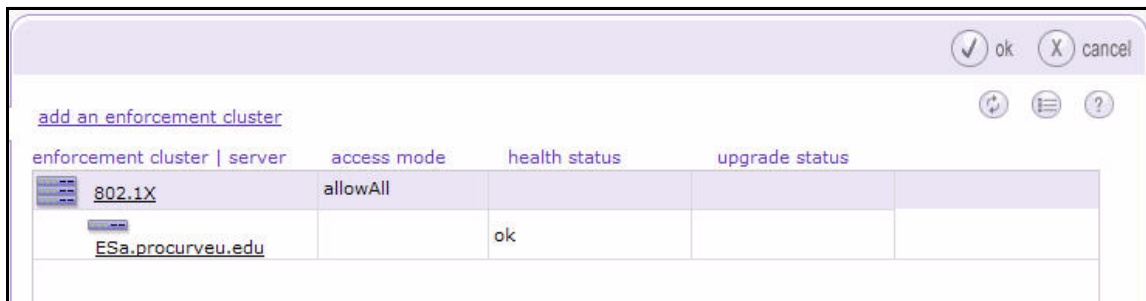 ok cancel
add an enforcement cluster
enforcement cluster | server access mode health status upgrade status
802.1X allowAll
ESa.procurveu.edu ok